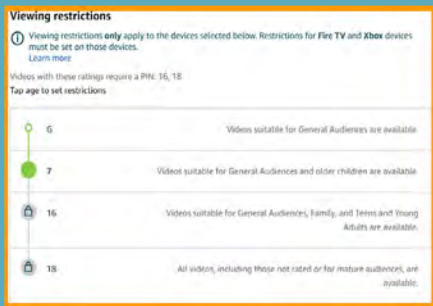 Viewing restrictions
Viewing restrictions only apply to the devices selected below. Restrictions for Fire TV and Xbox devices
must be set on those devices.
Learn more
Videos with these ratings require a PIN: 16, 18
Tap age to set restrictions
G Videos suitable for General Audiences are available.
7 Videos suitable for General Audiences and older children are available.
16 Videos suitable for General Audiences, Family, and Teens and Young
Adults are available.
18 All videos, including those not rated or for mature audiences, are
available.